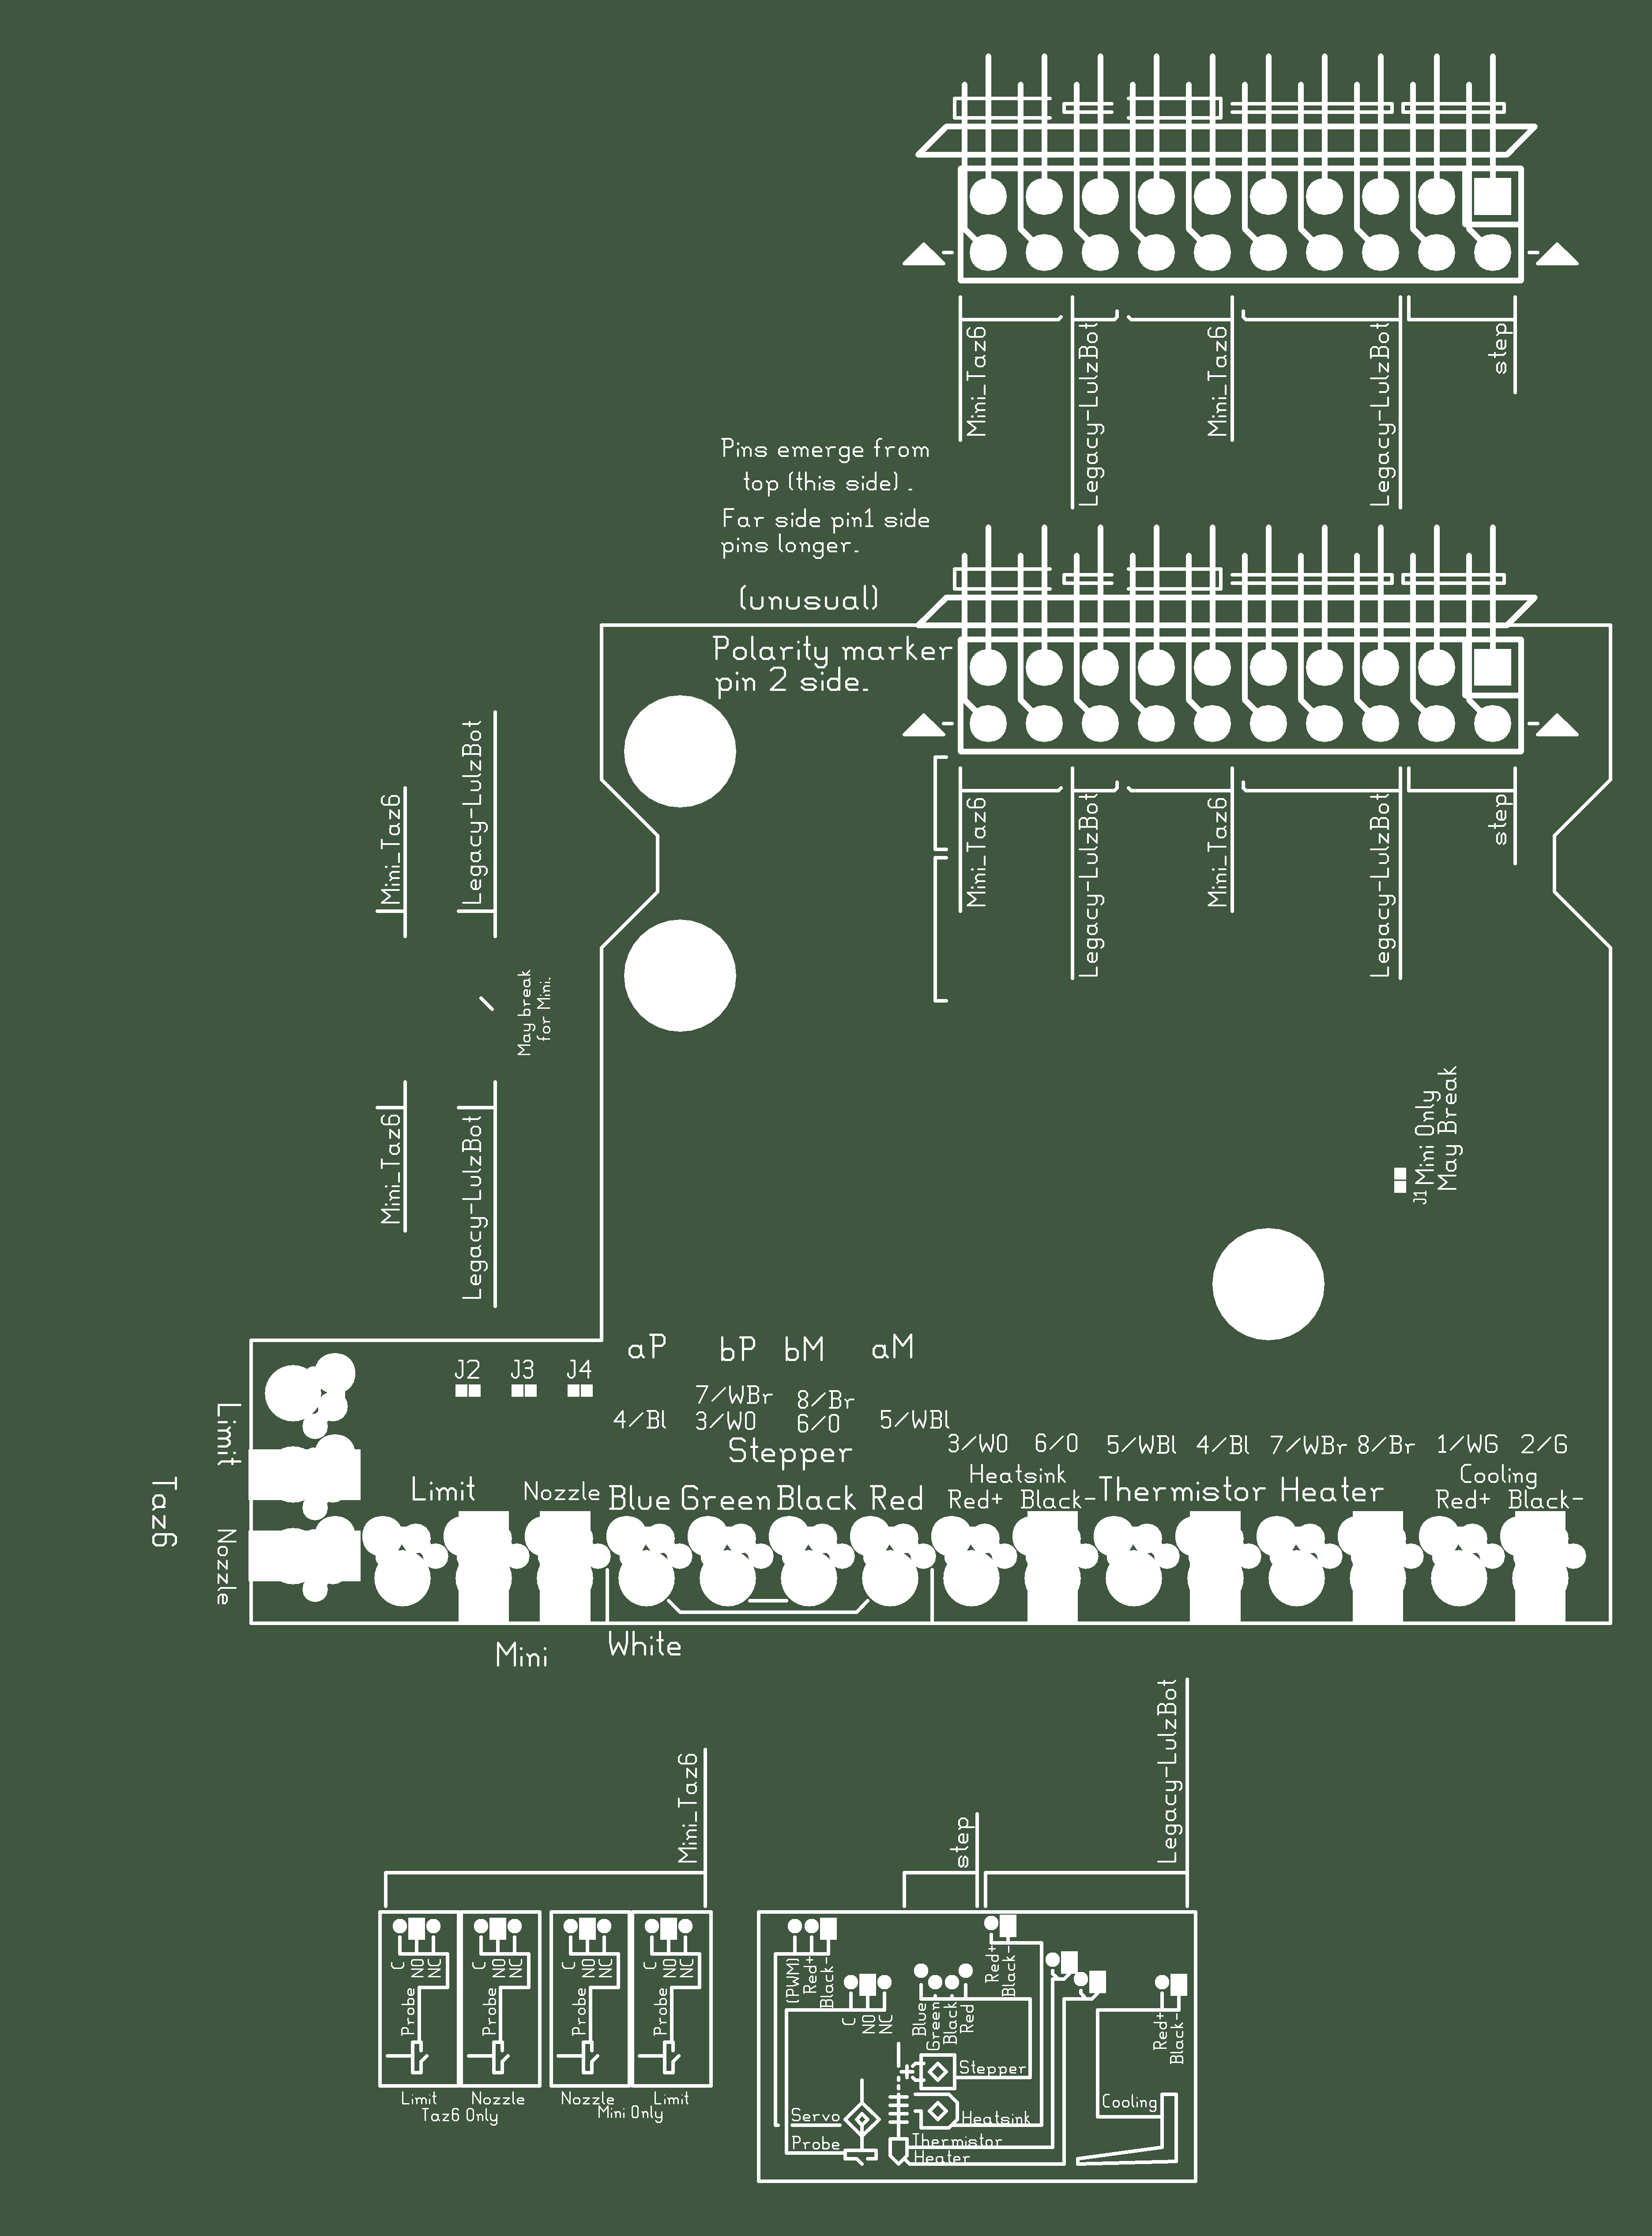 Mini_Taz6
Legacy-LulzBot
Mini_Taz6
Legacy-LulzBot
step
Pins emerge from
top (this side) .
Far side pin1 side
pins longer.
(unusual)
Polarity marker
pin 2 side.
Mini_Taz6
Legacy-LulzBot
Mini_Taz6
Legacy-LulzBot
Mini_Taz6
Legacy-LulzBot
step
May break
for Mini.
Mini_Taz6
Legacy-LulzBot
J1
Mini Only
May Break
aP bP bM aM
J2 J3 J4
7/WBr 8/Br
4/Bl 3/WO 6/O 5/WBl
Stepper
3/WO 6/O 5/WBl 4/Bl 7/WBr 8/Br 1/WG 2/G
Heatsink
Cooling
Limit
Taz6
Nozzle
Limit
Nozzle
Blue Green Black Red
Red+ Black-
Thermistor Heater
Red+ Black-
Mini
White
Mini_Taz6
step
Legacy-LulzBot
C
NO
NC
Probe
C
NO
NC
Probe
C
NO
NC
Probe
C
NO
NC
Probe
Limit
Nozzle
Taz6 Only
Nozzle
Limit
Mini Only
(PWM)
Red+
Black-
C
NO
NC
Blue
Green
Black
Red
Red+
Black-
Red+
Black-
Stepper
Cooling
Servo
Heatsink
Probe
Thermistor
Heater